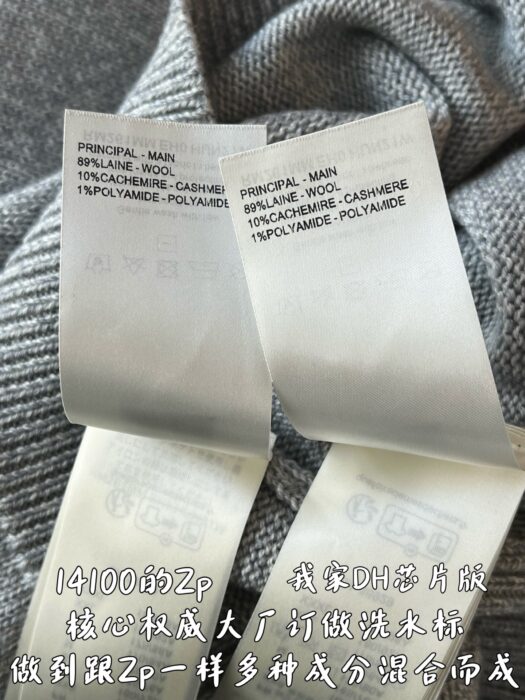 PRINCIPAL - MAIN
89%LAINE - WOOL
10%CACHEMIRE - CASHMERE
1%POLYAMIDE - POLYAMIDE
PRINCIPAL - MAIN
89%LAINE - WOOL
10%CACHEMIRE - CASHMERE
1%POLYAMIDE - POLYAMIDE
14100的Zp 我家DH芯片版
核心权威大厂订做洗水标
做到跟Zp一样多种成分混合而成